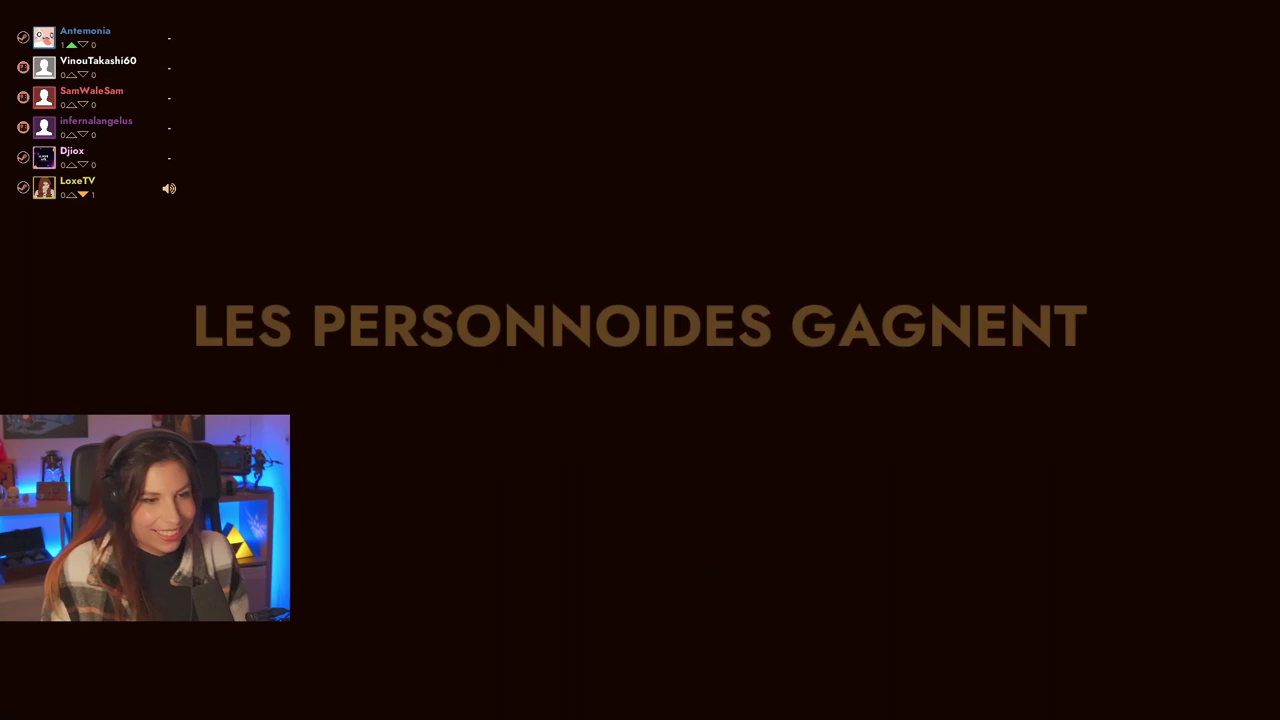 Antemonia
1 0
-
VinouTakashi60
0 0
-
SamWaleSam
0 0
-
infernalangelus
0 0
-
Djiox
0 0
-
LoxeTV
0 1
LES PERSONNOIDES GAGNENT